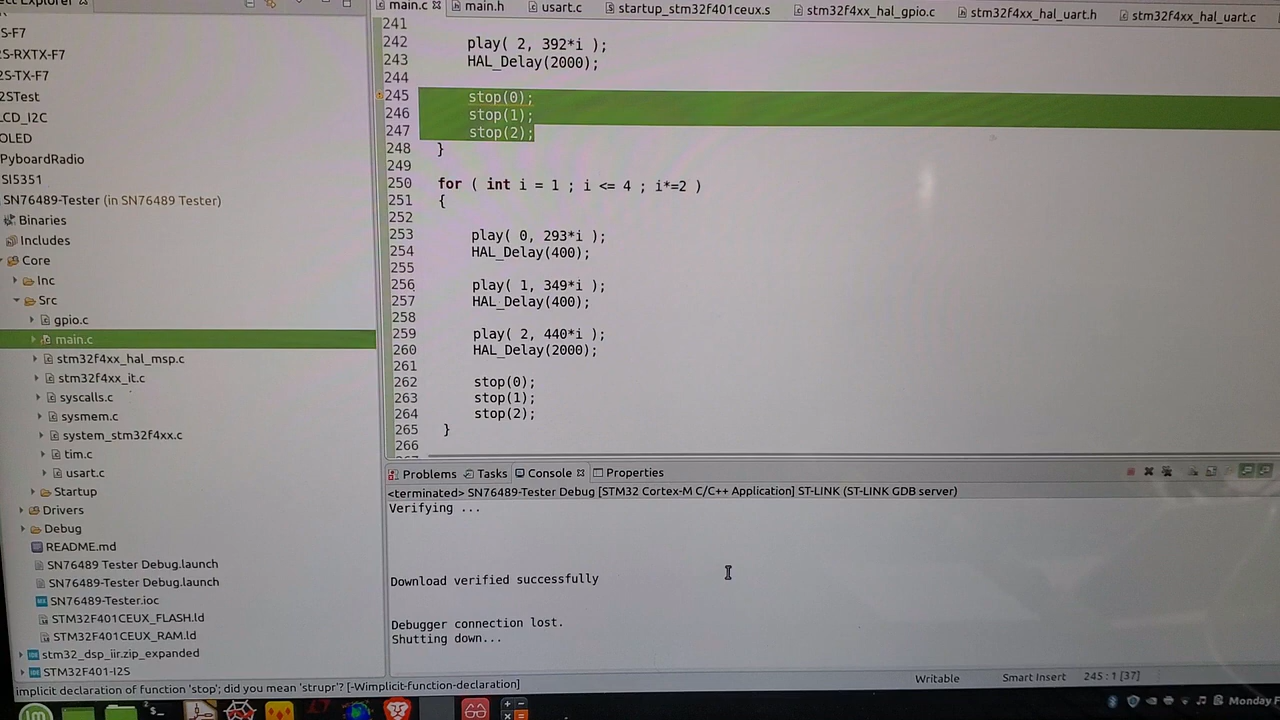 main.c
main.h
usart.c
startup_stm32f401ceux.s
stm32f4xx_hal_gpio.c
stm32f4xx_hal_uart.h
stm32f4xx_hal_uart.c
S-F7
2S-RXTX-F7
2S-TX-F7
2STest
LCD_I2C
OLED
PyboardRadio
SI5351
SN76489-Tester (in SN76489 Tester)
Binaries
Includes
Core
Inc
Src
gpio.c
main.c
stm32f4xx_hal_msp.c
stm32f4xx_it.c
syscalls.c
sysmem.c
system_stm32f4xx.c
tim.c
usart.c
Startup
Drivers
Debug
README.md
SN76489 Tester Debug.launch
SN76489-Tester Debug.launch
SN76489-Tester.ioc
STM32F401CEUX_FLASH.ld
STM32F401CEUX_RAM.ld
stm32_dsp_iir.zip_expanded
STM32F401-I2S
241
242 play( 2, 392*i );
243 HAL_Delay(2000);
244
245 stop(0);
246 stop(1);
247 stop(2);
248 }
249
250 for ( int i = 1 ; i <= 4 ; i*=2 )
251 {
252
253 play( 0, 293*i );
254 HAL_Delay(400);
255
256 play( 1, 349*i );
257 HAL_Delay(400);
258
259 play( 2, 440*i );
260 HAL_Delay(2000);
261
262 stop(0);
263 stop(1);
264 stop(2);
265 }
266
Problems Tasks Console Properties
<terminated> SN76489-Tester Debug [STM32 Cortex-M C/C++ Application] ST-LINK (ST-LINK GDB server)
Verifying ...
Download verified successfully
Debugger connection lost.
Shutting down...
implicit declaration of function 'stop'; did you mean 'strupr'? [-Wimplicit-function-declaration]
Writable
Smart Insert
245 : 1 [37]
Monday